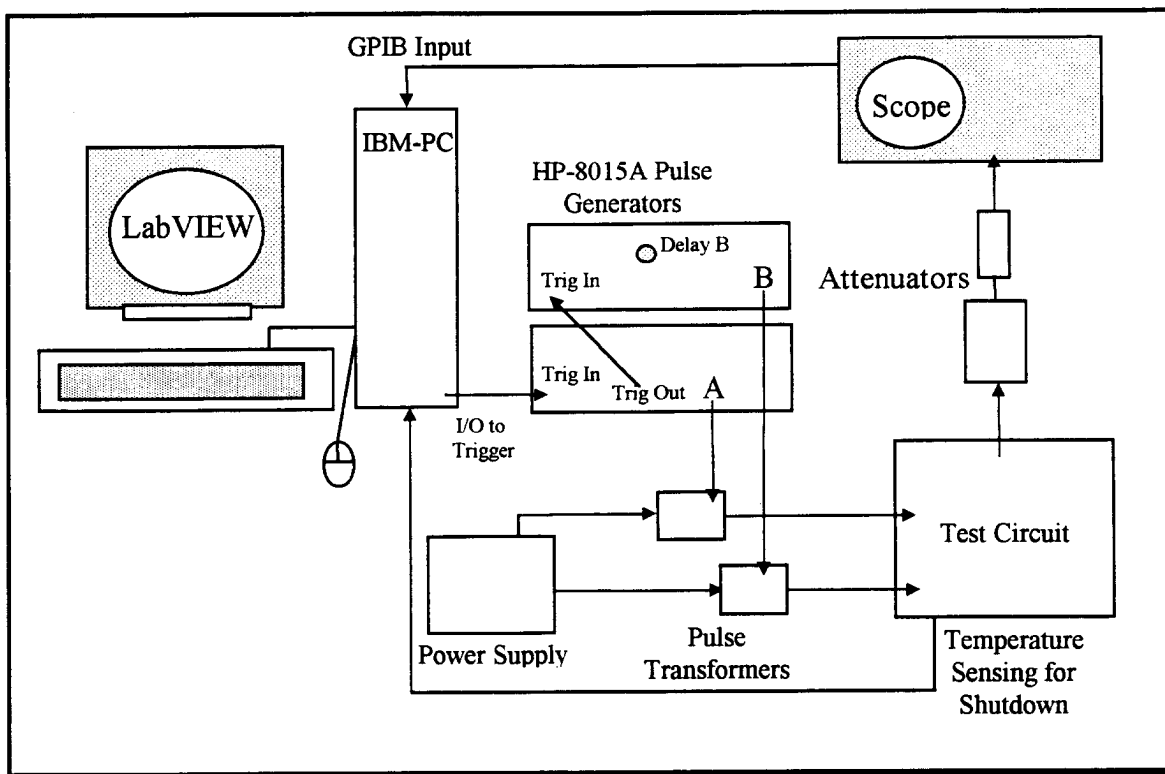 GPIB Input
IBM-PC
Scope
LabVIEW
HP-8015A Pulse
Generators
Delay B
Trig In
B
Attenuators
Trig In
Trig Out
A
I/O to
Trigger
Test Circuit
Power Supply
Pulse
Transformers
Temperature
Sensing for
Shutdown